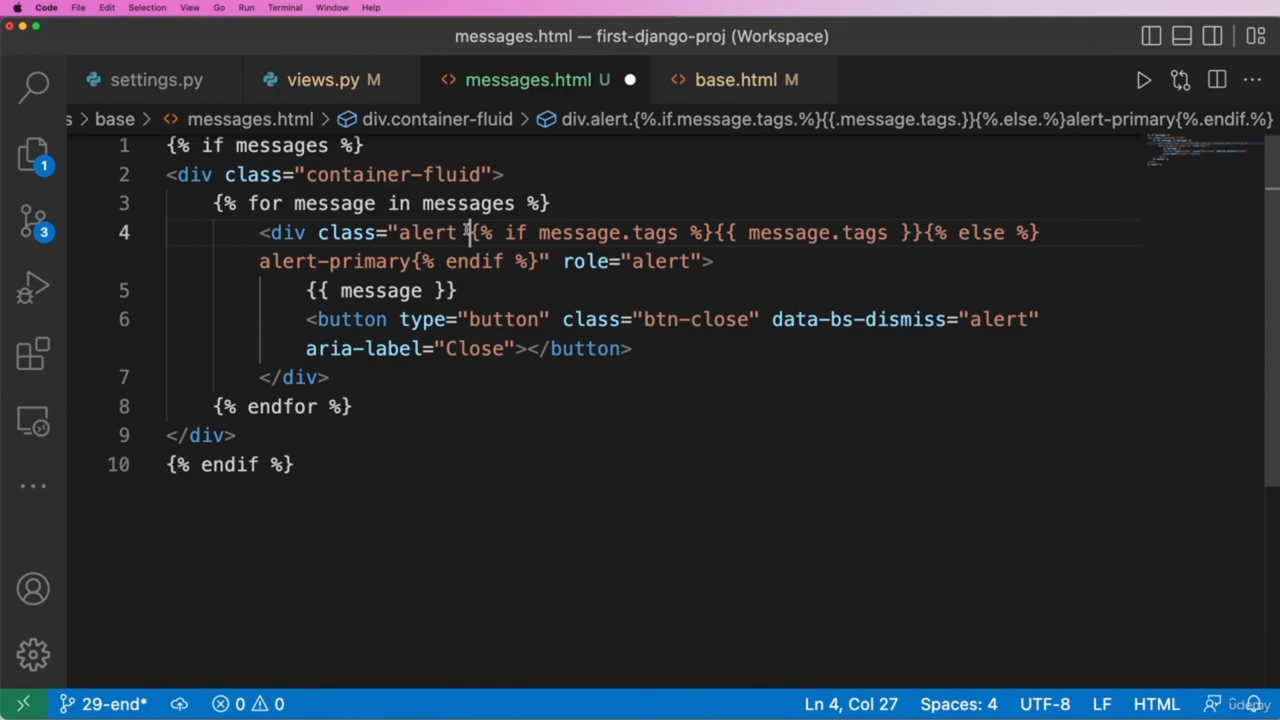 Code File Edit Selection View Go Run Terminal Window Help
messages.html — first-django-proj (Workspace)
settings.py views.py M messages.html U base.html M
s > base > messages.html > div.container-fluid > div.alert.{%.if.message.tags.%}{{.message.tags.}}{%.else.%}alert-primary{%.endif.%}
1 {% if messages %}
2 <div class="container-fluid">
3 {% for message in messages %}
4 <div class="alert {% if message.tags %}{{ message.tags }}{% else %}
alert-primary{% endif %}" role="alert">
5 {{ message }}
6 <button type="button" class="btn-close" data-bs-dismiss="alert"
aria-label="Close"></button>
7 </div>
8 {% endfor %}
9 </div>
10 {% endif %}
1
3
29-end* 0 0 Ln 4, Col 27 Spaces: 4 UTF-8 LF HTML
udemy